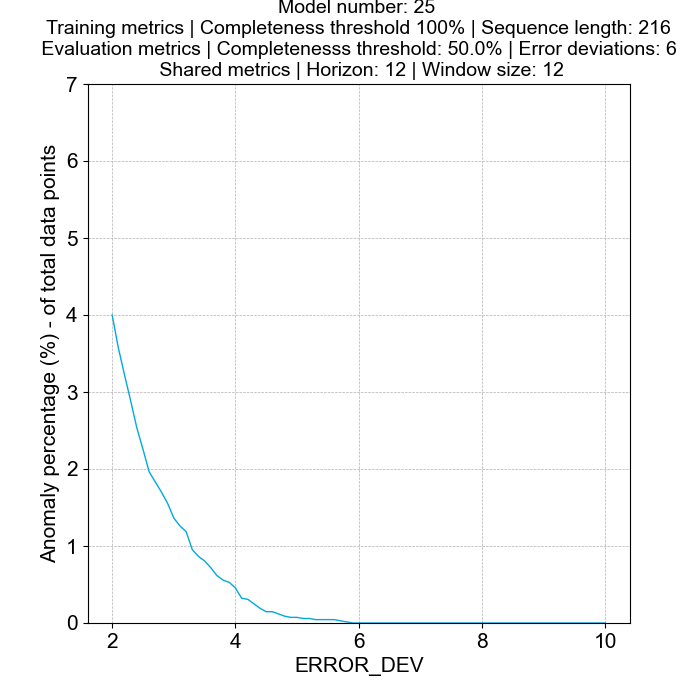 Model number: 25
Training metrics | Completeness threshold 100% | Sequence length: 216
Evaluation metrics | Completenesss threshold: 50.0% | Error deviations: 6
Shared metrics | Horizon: 12 | Window size: 12
7
6
5
4
3
2
1
0
Anomaly percentage (%) - of total data points
2 4 6 8 10
ERROR_DEV